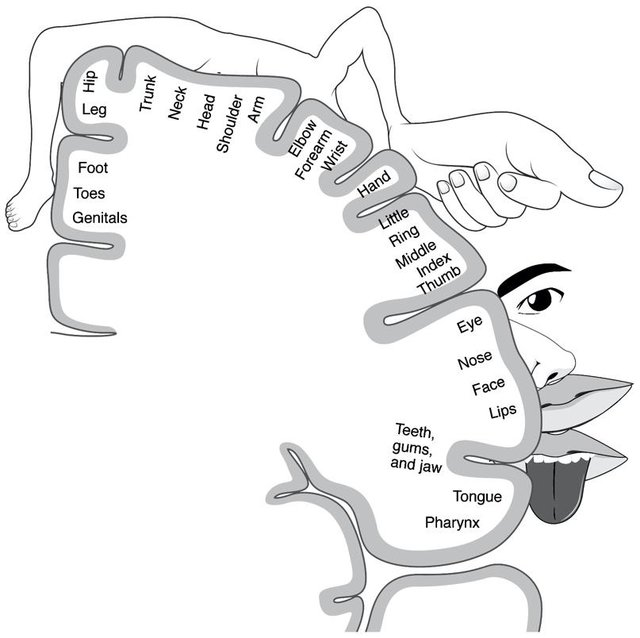 Hip
Leg
Trunk
Neck
Head
Shoulder
Arm
Elbow
Forearm
Wrist
Hand
Little
Ring
Middle
Index
Thumb
Foot
Toes
Genitals
Eye
Nose
Face
Lips
Teeth,
gums,
and jaw
Tongue
Pharynx